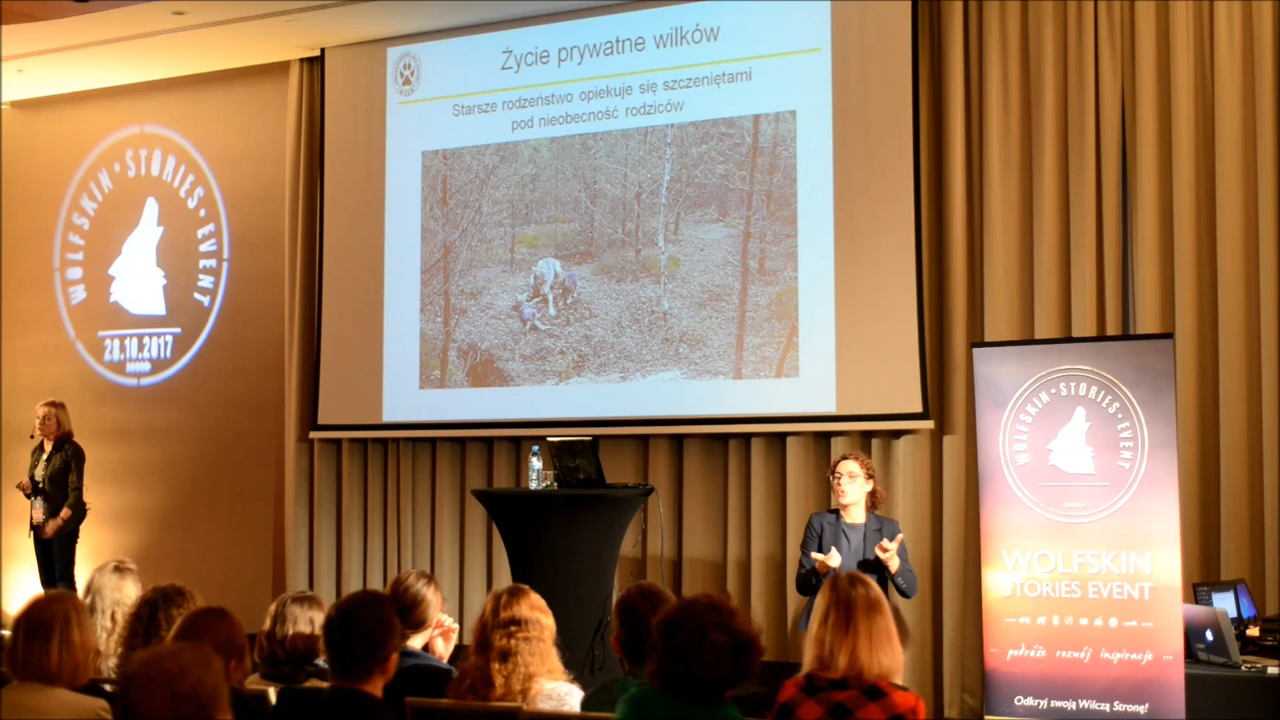 WOLFSKIN • STORIES • EVENT
28.10.2017
Życie prywatne wilków
Starsze rodzeństwo opiekuje się szczeniętami
pod nieobecność rodziców
WOLFSKIN • STORIES • EVENT
WOLFSKIN
STORIES EVENT
podróże rozwój inspiracje
Odkryj swoją Wilczą Stronę!